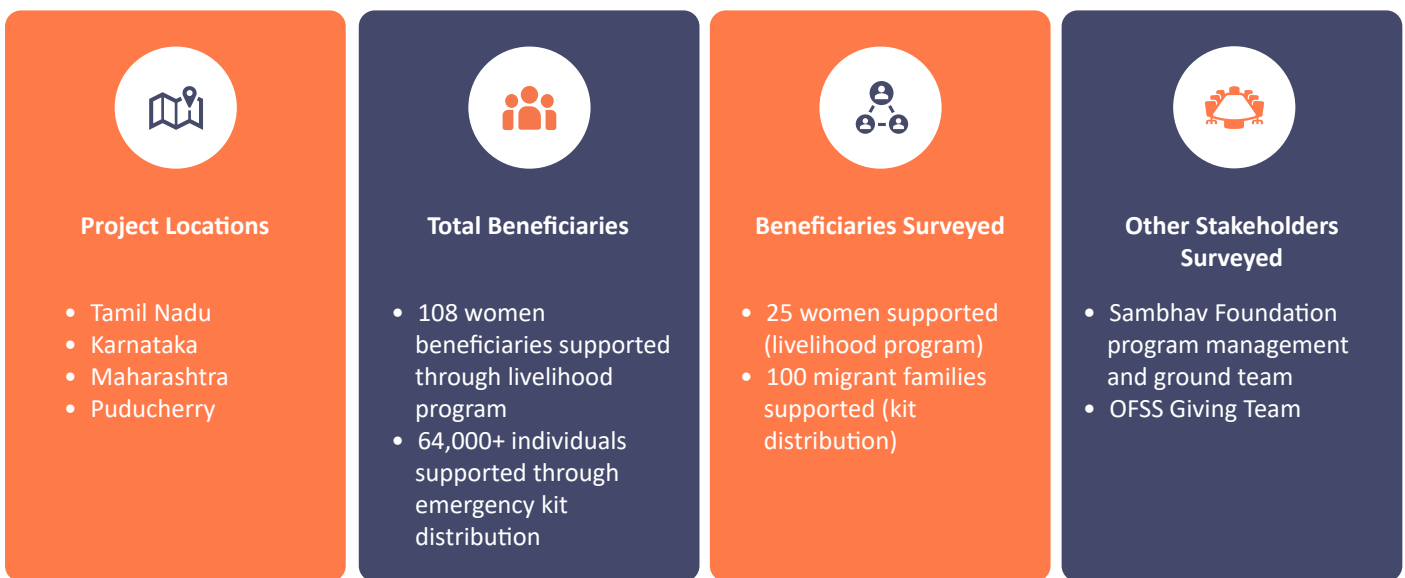 Project Locations
• Tamil Nadu
• Karnataka
• Maharashtra
• Puducherry
Total Beneficiaries
• 108 women
beneficiaries supported
through livelihood
program
• 64,000+ individuals
supported through
emergency kit
distribution
Beneficiaries Surveyed
• 25 women supported
(livelihood program)
• 100 migrant families
supported (kit
distribution)
Other Stakeholders
Surveyed
• Sambhav Foundation
program management
and ground team
• OFSS Giving Team